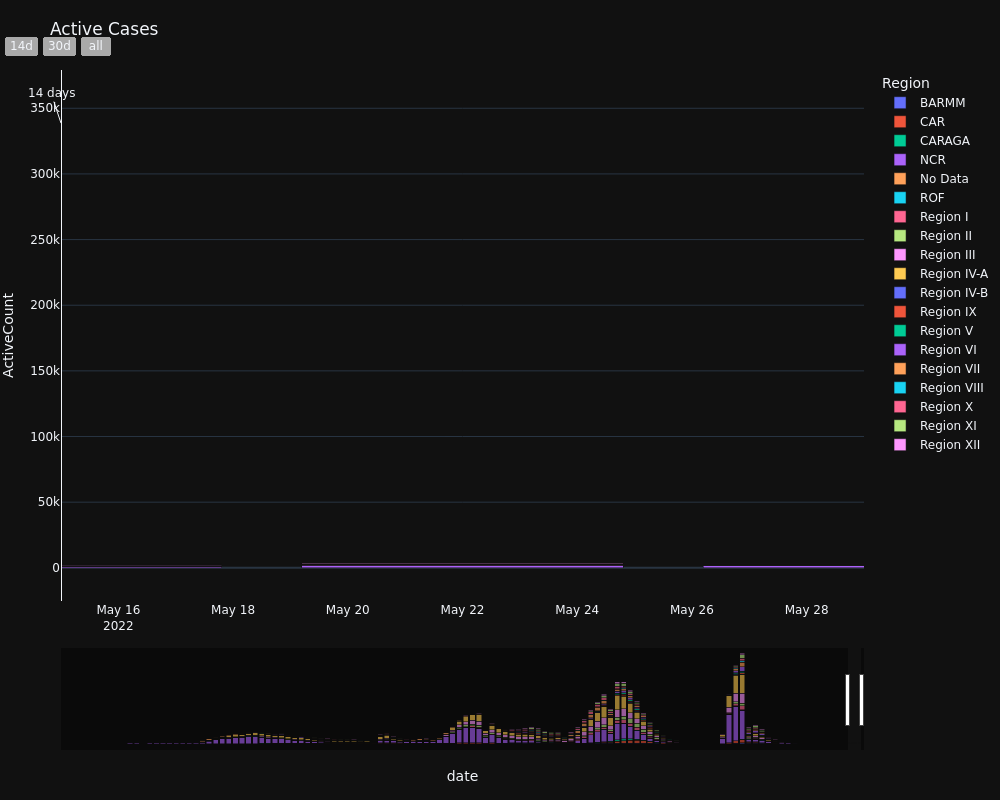 Active Cases
14d
30d
all
14 days
350k
300k
250k
200k
150k
100k
50k
0
ActiveCount
May 16
2022
May 18
May 20
May 22
May 24
May 26
May 28
date
Region
BARMM
CAR
CARAGA
NCR
No Data
ROF
Region I
Region II
Region III
Region IV-A
Region IV-B
Region IX
Region V
Region VI
Region VII
Region VIII
Region X
Region XI
Region XII